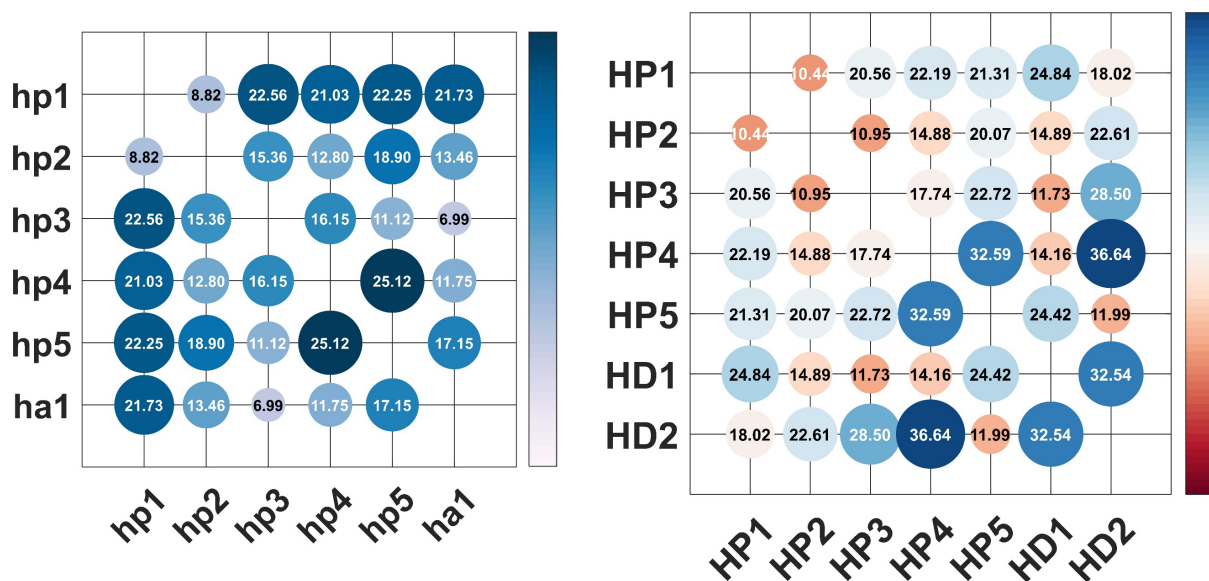 hp1 8.82 22.56 21.03 22.25 21.73
hp2 8.82 15.36 12.80 18.90 13.46
hp3 22.56 15.36 16.15 11.12 6.99
hp4 21.03 12.80 16.15 25.12 11.75
hp5 22.25 18.90 11.12 25.12 17.15
ha1 21.73 13.46 6.99 11.75 17.15
hp1 hp2 hp3 hp4 hp5 ha1
HP1 10.44 20.56 22.19 21.31 24.84 18.02
HP2 10.44 10.95 14.88 20.07 14.89 22.61
HP3 20.56 10.95 17.74 22.72 11.73 28.50
HP4 22.19 14.88 17.74 32.59 14.16 36.64
HP5 21.31 20.07 22.72 32.59 24.42 11.99
HD1 24.84 14.89 11.73 14.16 24.42 32.54
HD2 18.02 22.61 28.50 36.64 11.99 32.54
HP1 HP2 HP3 HP4 HP5 HD1 HD2